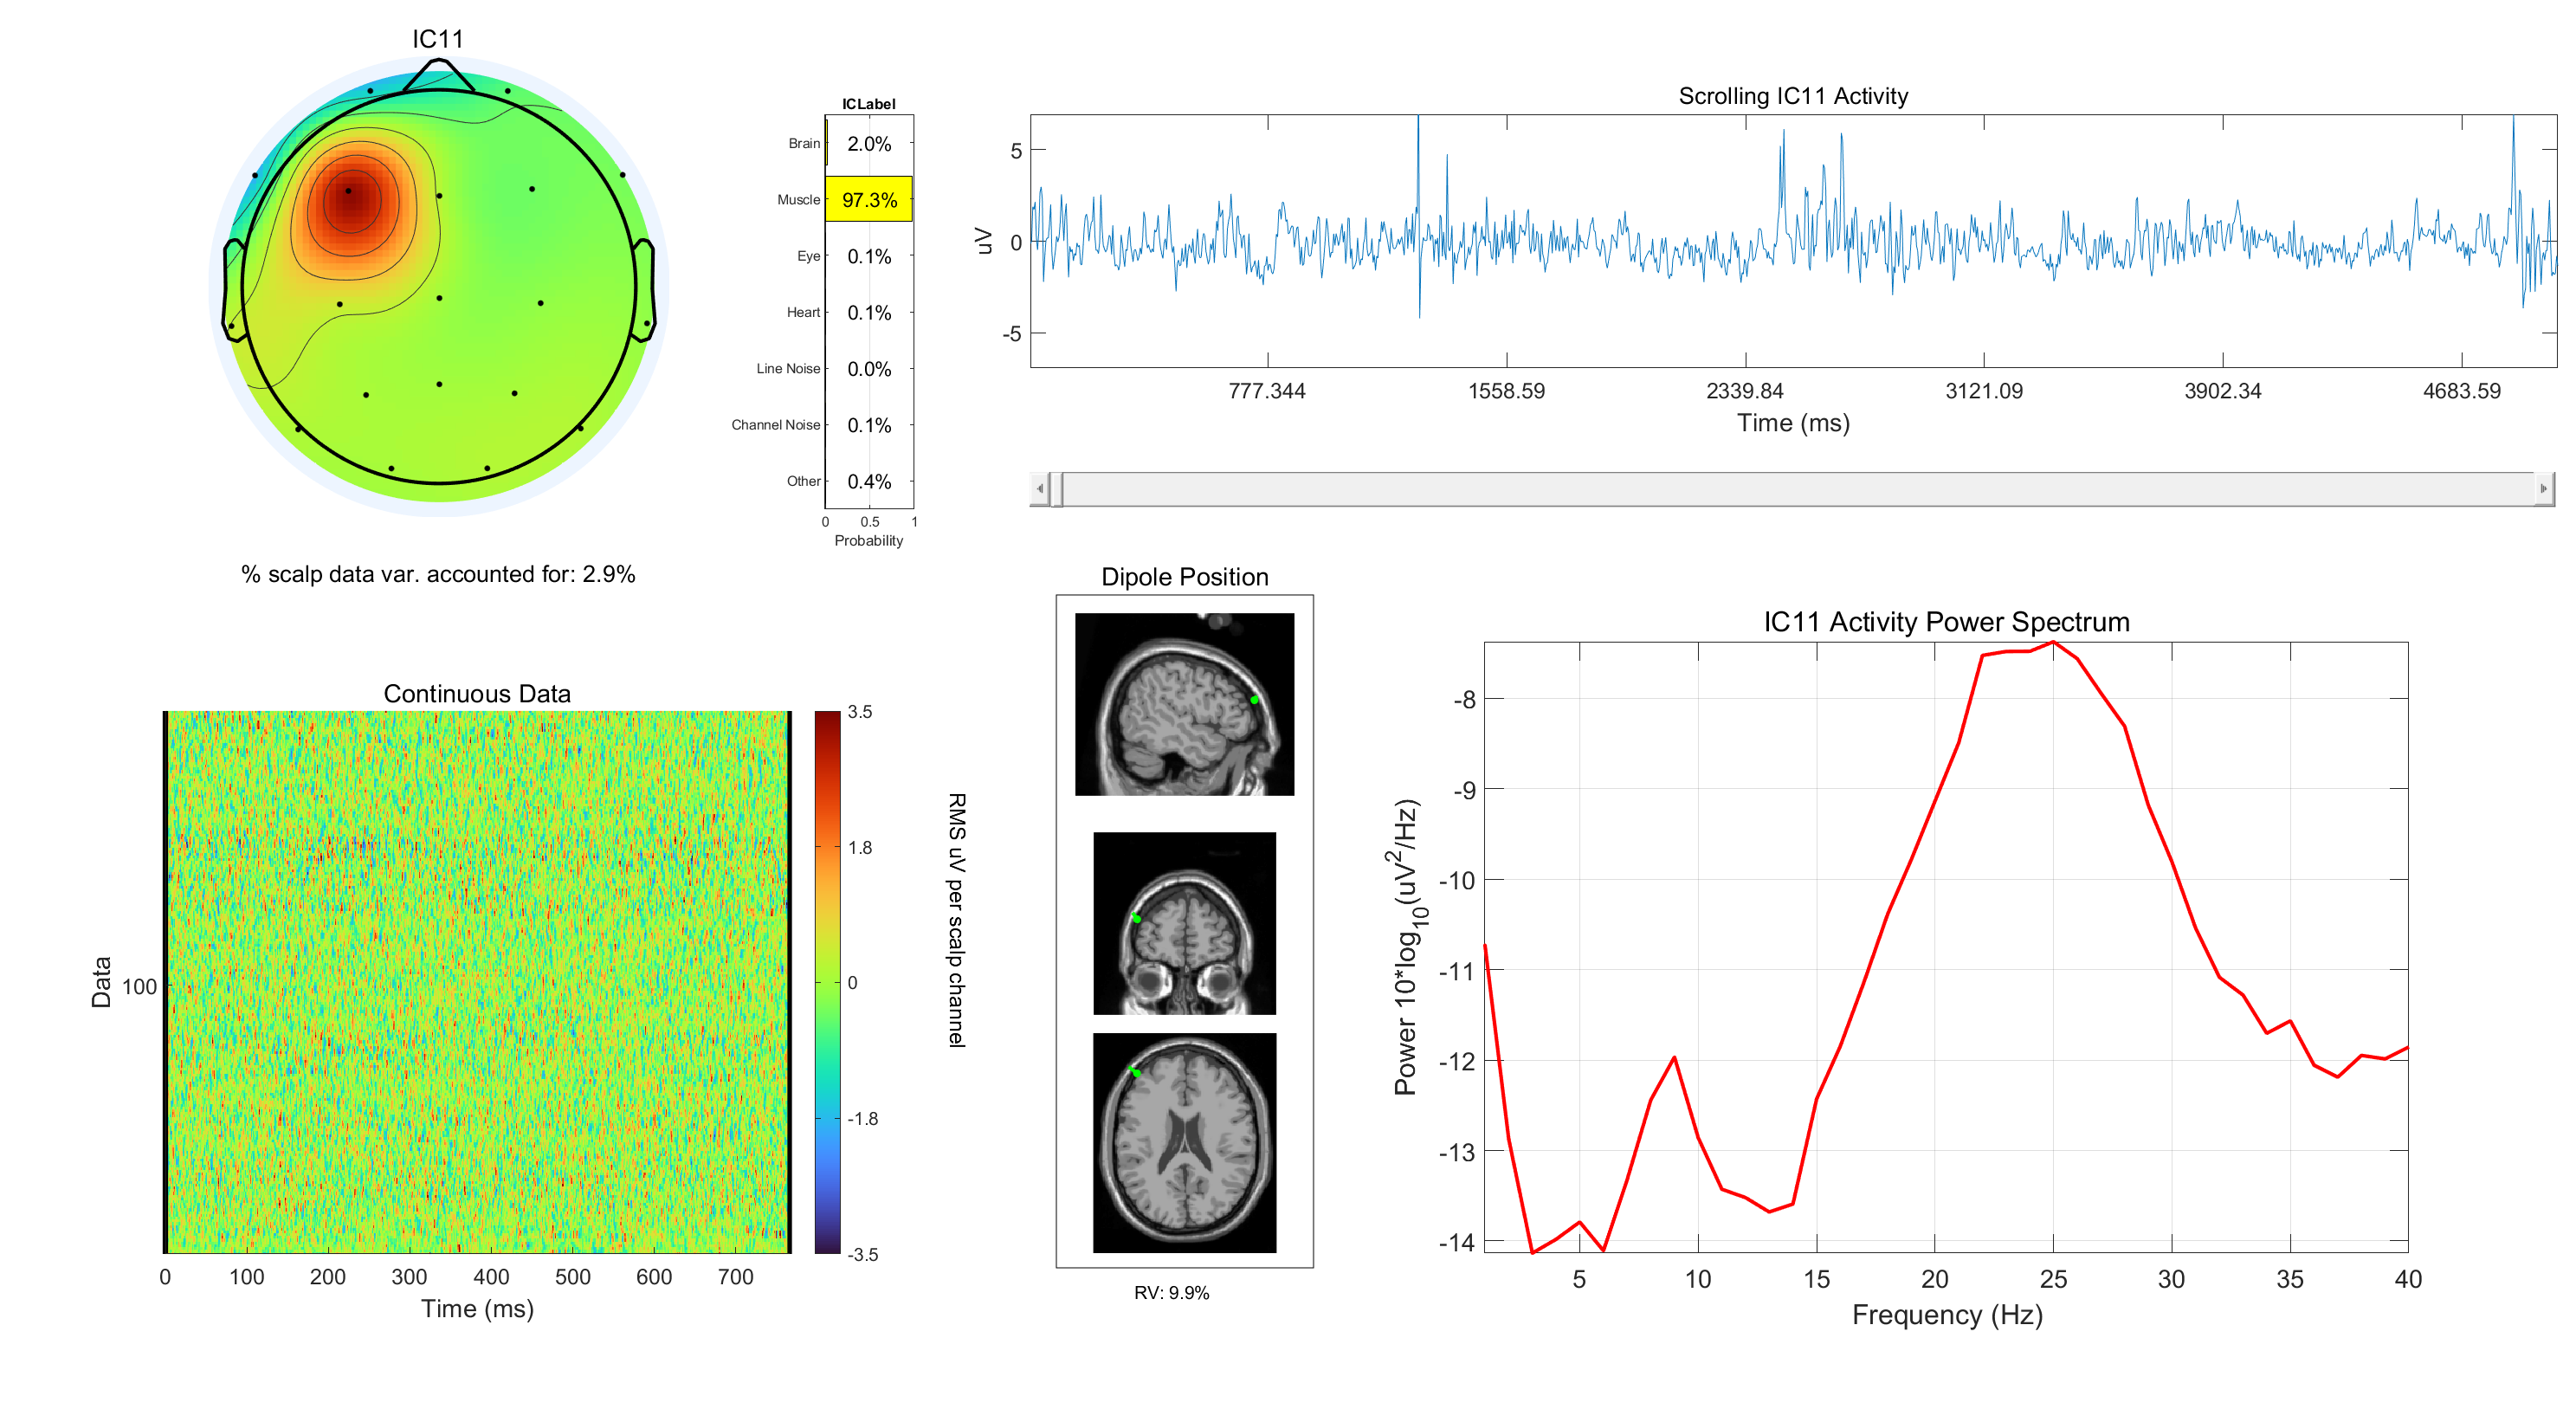 IC11
ICLabel
Brain 2.0%
Muscle 97.3%
Eye 0.1%
Heart 0.1%
Line Noise 0.0%
Channel Noise 0.1%
Other 0.4%
0 0.5 1
Probability
% scalp data var. accounted for: 2.9%
Scrolling IC11 Activity
uV
5
0
-5
777.344 1558.59 2339.84 3121.09 3902.34 4683.59
Time (ms)
Continuous Data
Data
100
0 100 200 300 400 500 600 700
Time (ms)
3.5
1.8
0
-1.8
-3.5
RMS uV per scalp channel
Dipole Position
RV: 9.9%
IC11 Activity Power Spectrum
Power 10*log10(uV2/Hz)
-8
-9
-10
-11
-12
-13
-14
5 10 15 20 25 30 35 40
Frequency (Hz)